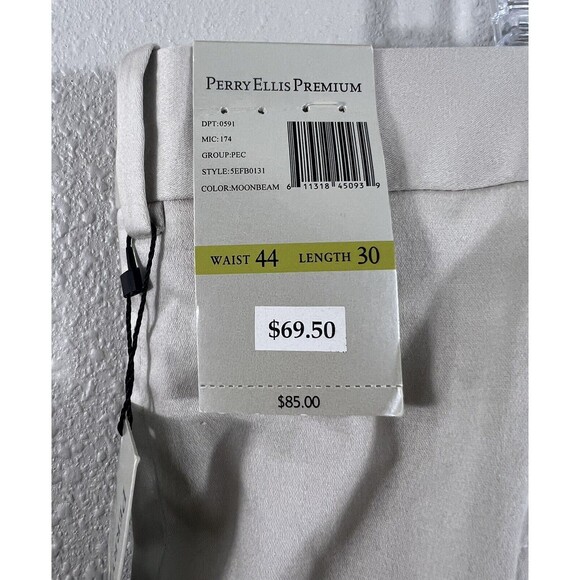 PERRY ELLIS PREMIUM
DPT:0591
MIC:174
GROUP:PEC
STYLE:5EFB0131
COLOR:MOONBEAM
6 11318 45093 9
WAIST 44 LENGTH 30
$69.50
$85.00